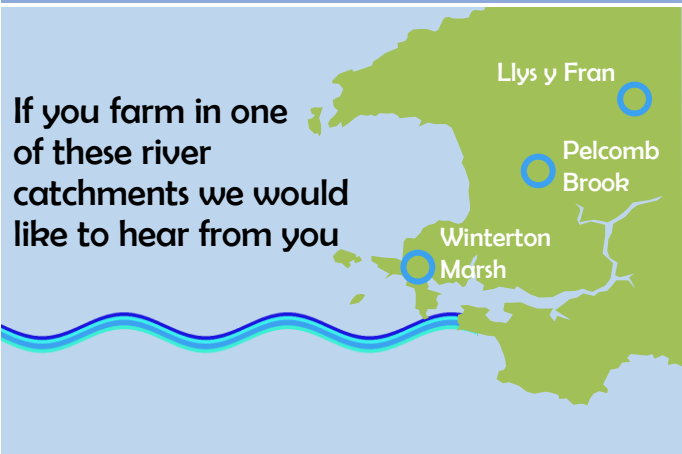 If you farm in one
of these river
catchments we would
like to hear from you
Llys y Fran
Pelcomb
Brook
Winterton
Marsh